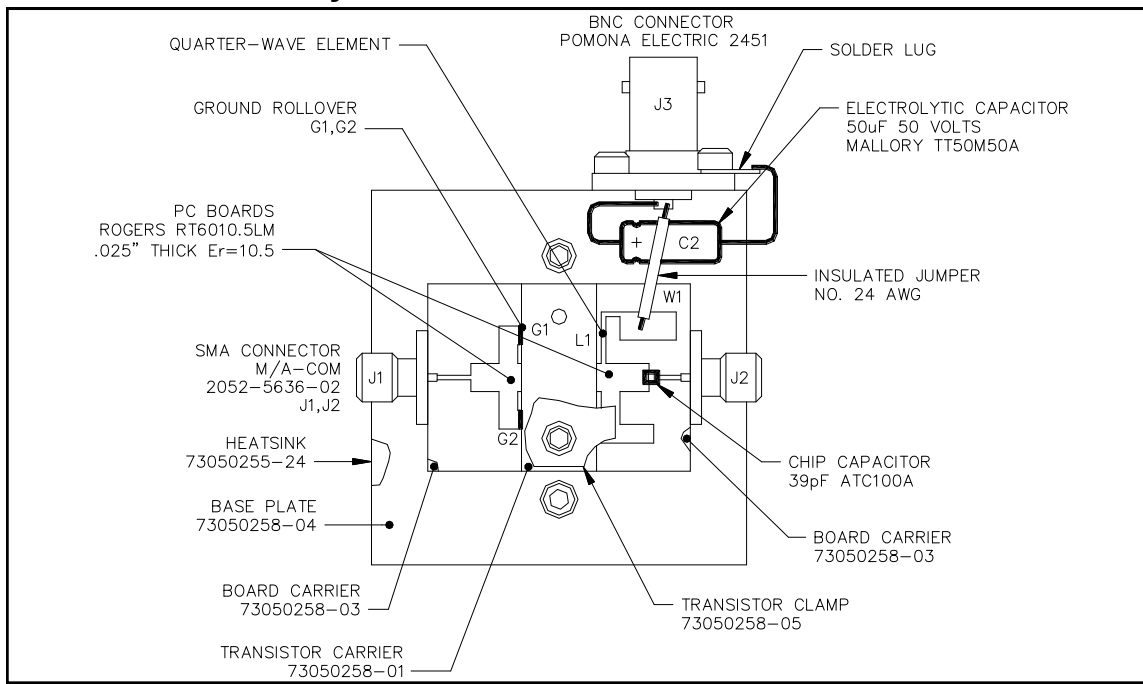 BNC CONNECTOR
POMONA ELECTRIC 2451
QUARTER-WAVE ELEMENT
SOLDER LUG
J3
GROUND ROLLOVER
G1,G2
ELECTROLYTIC CAPACITOR
50uF 50 VOLTS
MALLORY TT50M50A
PC BOARDS
ROGERS RT6010.5LM
.025" THICK Er=10.5
+ C2
INSULATED JUMPER
NO. 24 AWG
W1
G1
L1
SMA CONNECTOR
M/A-COM
2052-5636-02
J1,J2
J1
J2
G2
HEATSINK
73050255-24
CHIP CAPACITOR
39pF ATC100A
BASE PLATE
73050258-04
BOARD CARRIER
73050258-03
BOARD CARRIER
73050258-03
TRANSISTOR CLAMP
73050258-05
TRANSISTOR CARRIER
73050258-01